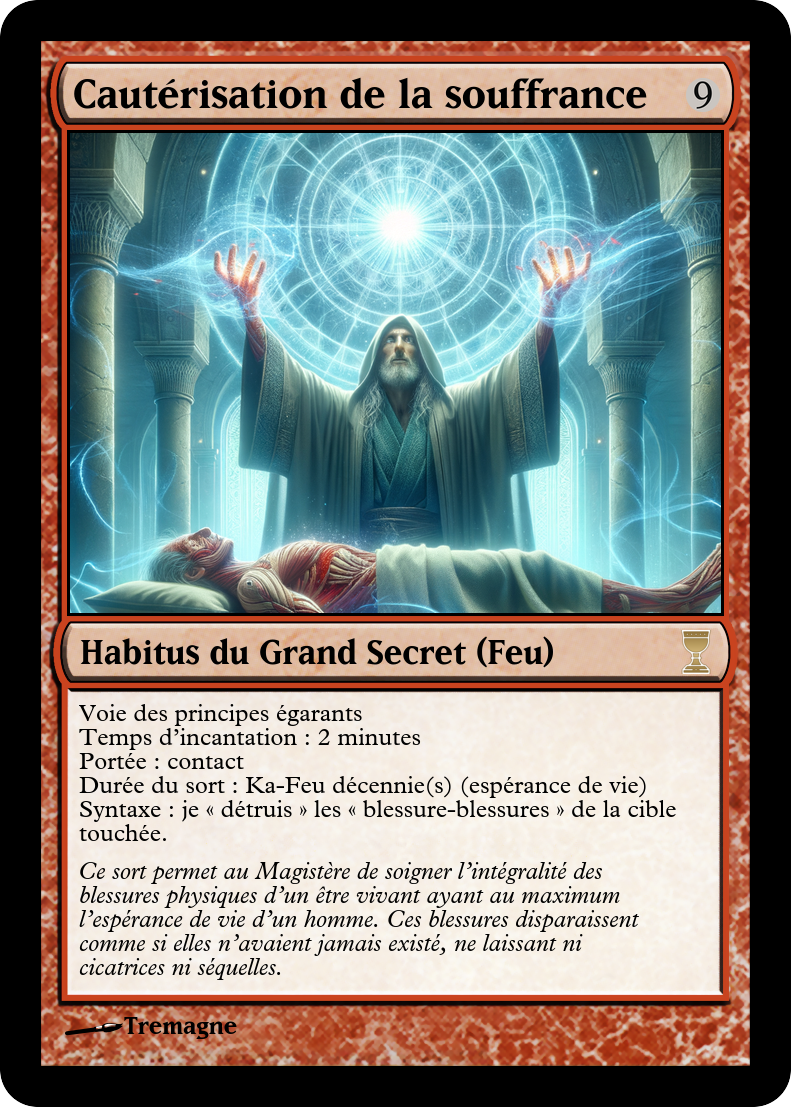 Cautérisation de la souffrance 9
Habitus du Grand Secret (Feu)
Voie des principes égarants
Temps d'incantation : 2 minutes
Portée : contact
Durée du sort : Ka-Feu décennie(s) (espérance de vie)
Syntaxe : je « détruis » les « blessure-blessures » de la cible
touchée.
Ce sort permet au Magistère de soigner l'intégralité des
blessures physiques d'un être vivant ayant au maximum
l'espérance de vie d'un homme. Ces blessures disparaissent
comme si elles n'avaient jamais existé, ne laissant ni
cicatrices ni séquelles.
Tremagne